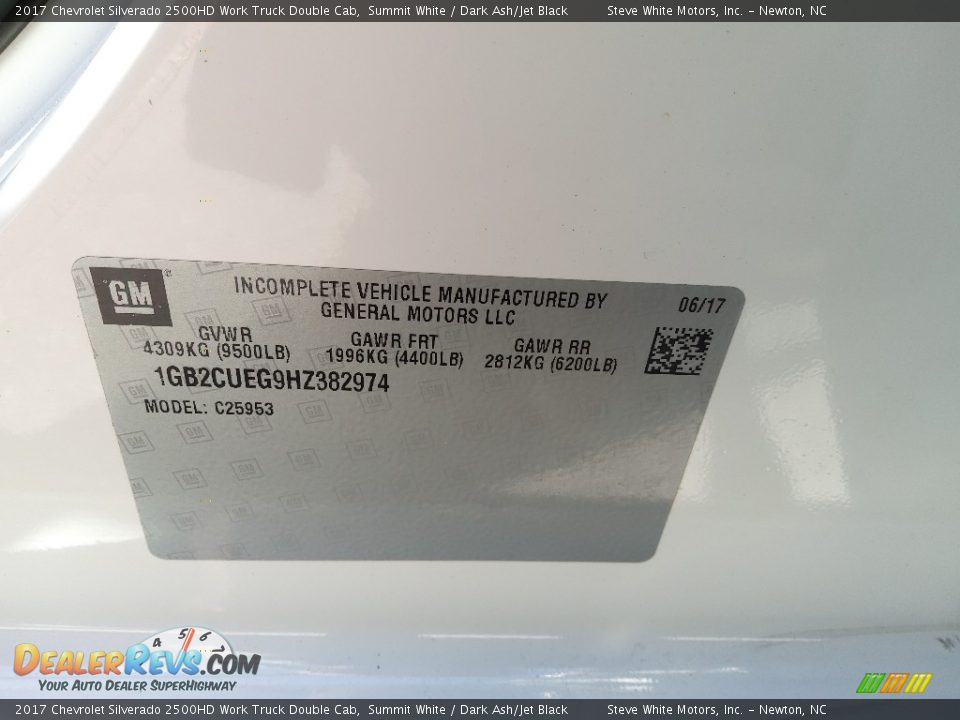 2017 Chevrolet Silverado 2500HD Work Truck Double Cab, Summit White / Dark Ash/Jet Black Steve White Motors, Inc. – Newton, NC
GM®
INCOMPLETE VEHICLE MANUFACTURED BY
GENERAL MOTORS LLC
06/17
GVWR GAWR FRT GAWR RR
4309KG (9500LB) 1996KG (4400LB) 2812KG (6200LB)
1GB2CUEG9HZ382974
MODEL: C25953
4 5 6
DealerRevs.com
Your Auto Dealer SuperHighway
2017 Chevrolet Silverado 2500HD Work Truck Double Cab, Summit White / Dark Ash/Jet Black Steve White Motors, Inc. – Newton, NC